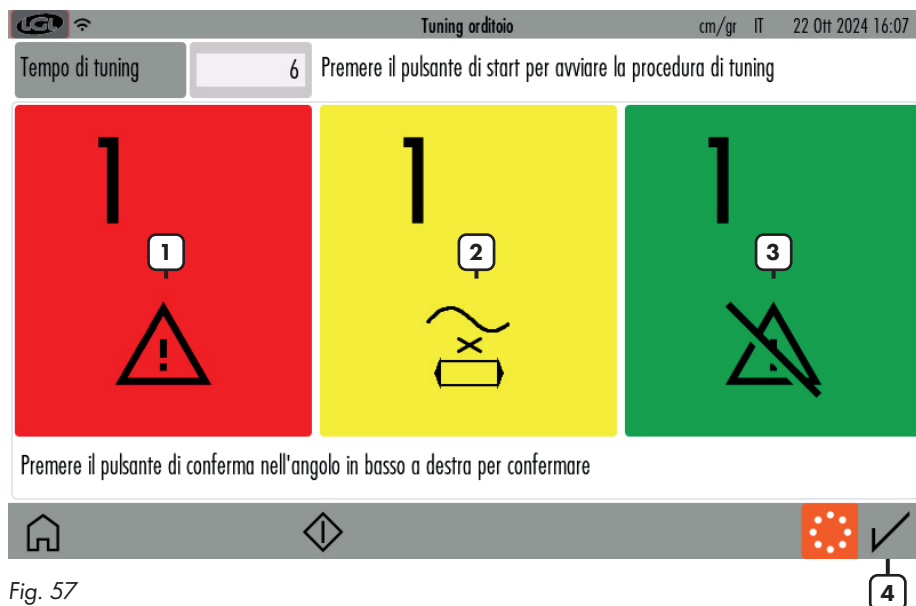 LGL Tuning orditoio cm/gr IT 22 Ott 2024 16:07
Tempo di tuning 6 Premere il pulsante di start per avviare la procedura di tuning
1 1 1
1 2 3
Premere il pulsante di conferma nell'angolo in basso a destra per confermare
Fig. 57
4